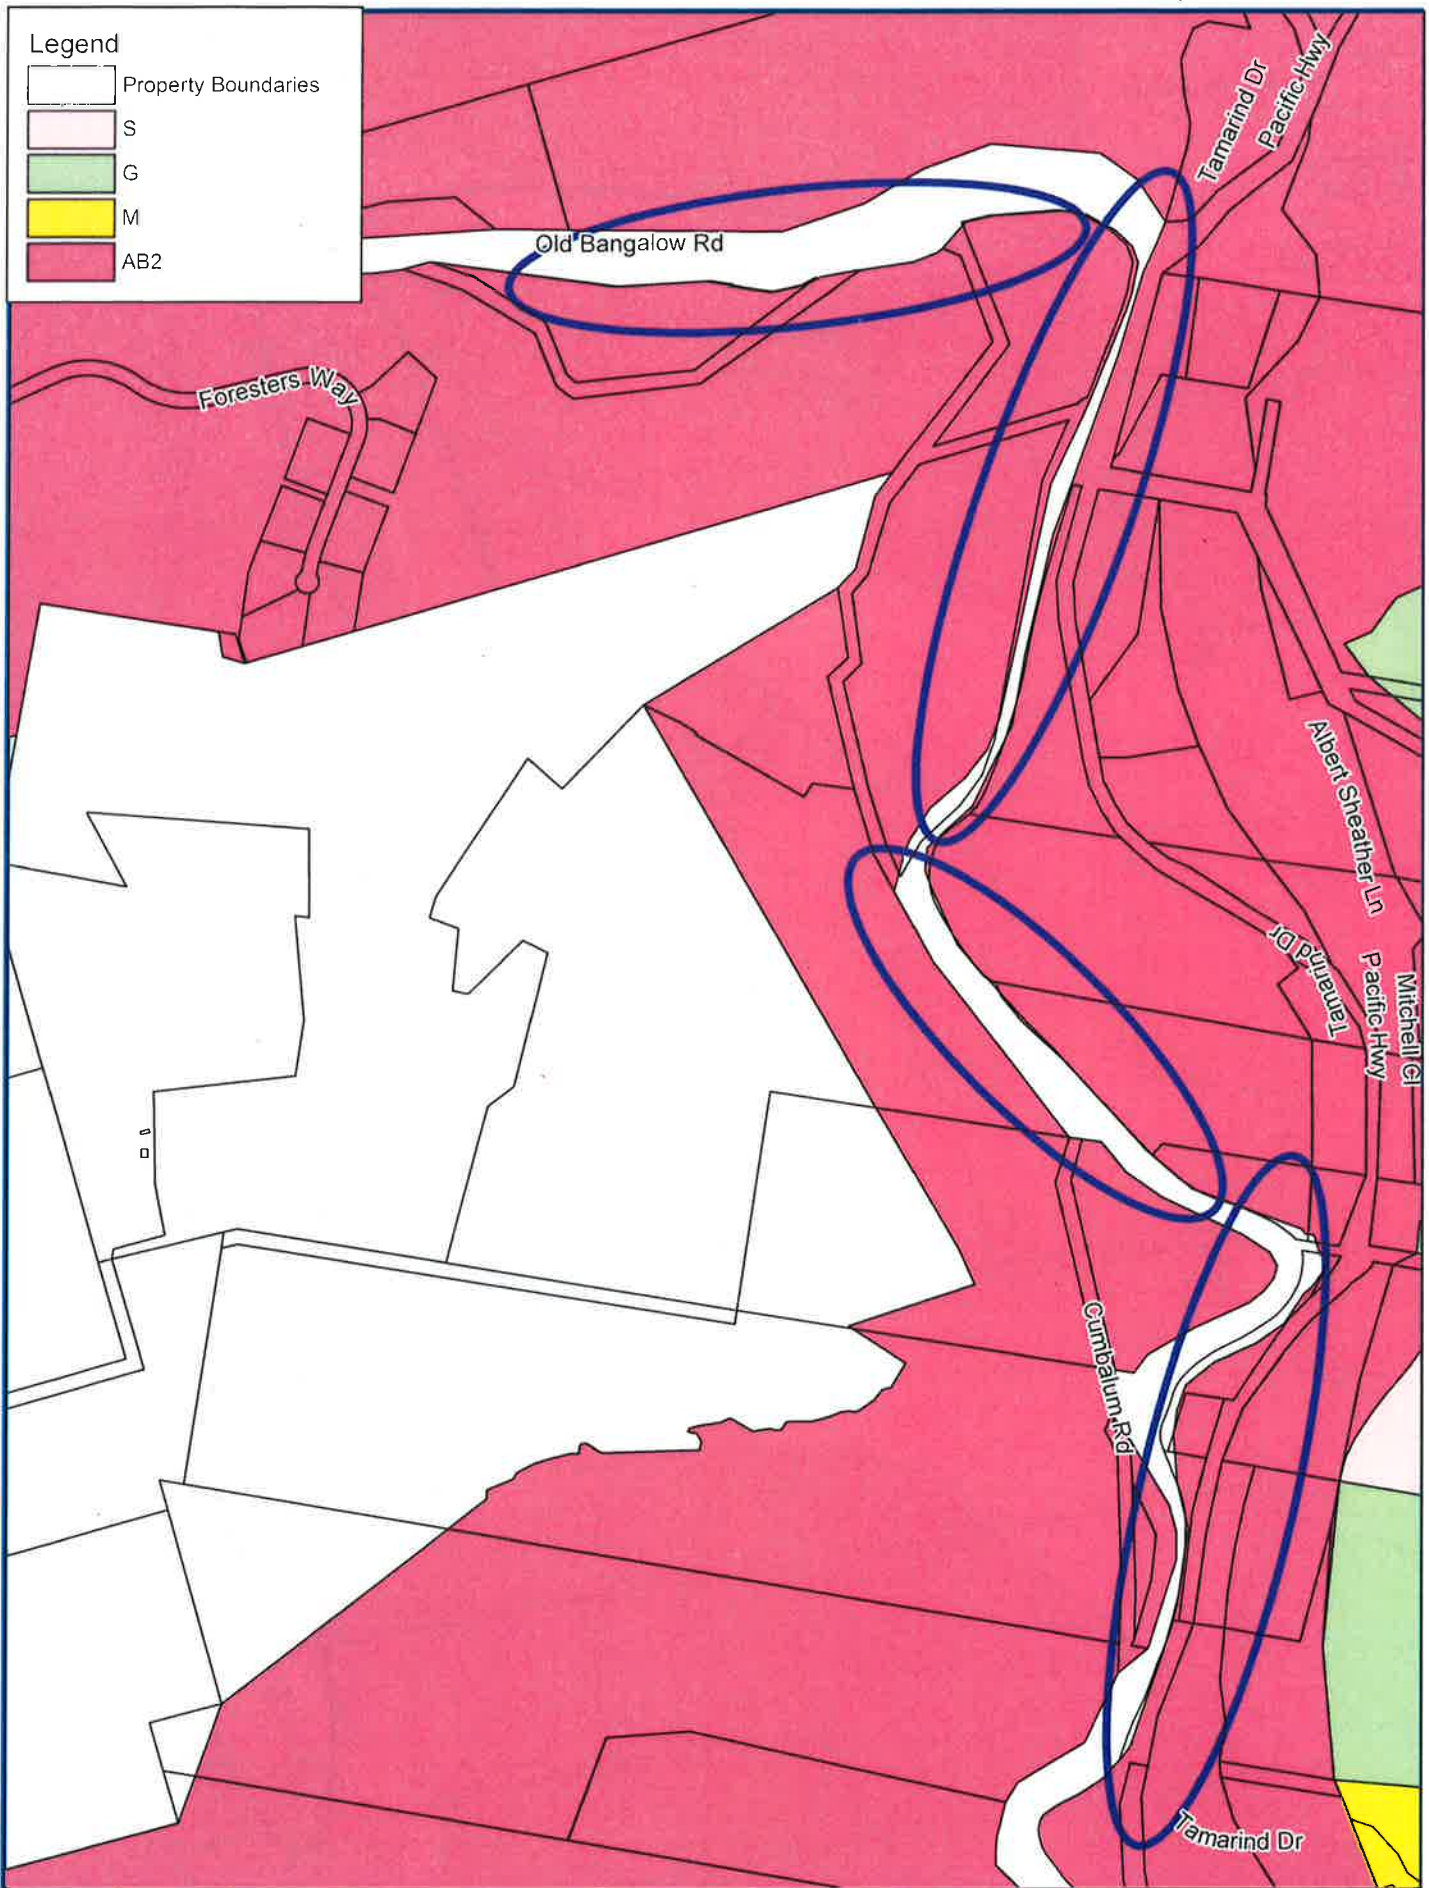 Legend
Property Boundaries
S
G
M
AB2
Tamarind Dr
Pacific Hwy
Old Bangalow Rd
Foresters Way
Albert Sheather Ln
Tamarind Dr
Pacific Hwy
Mitchell Cl
Cumbalum Rd
Tamarind Dr